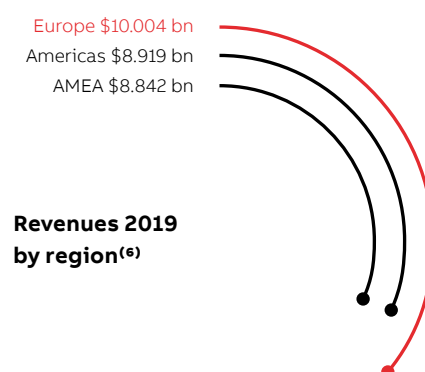 Europe $10.004 bn
Americas $8.919 bn
AMEA $8.842 bn
Revenues 2019
by region⁽⁶⁾